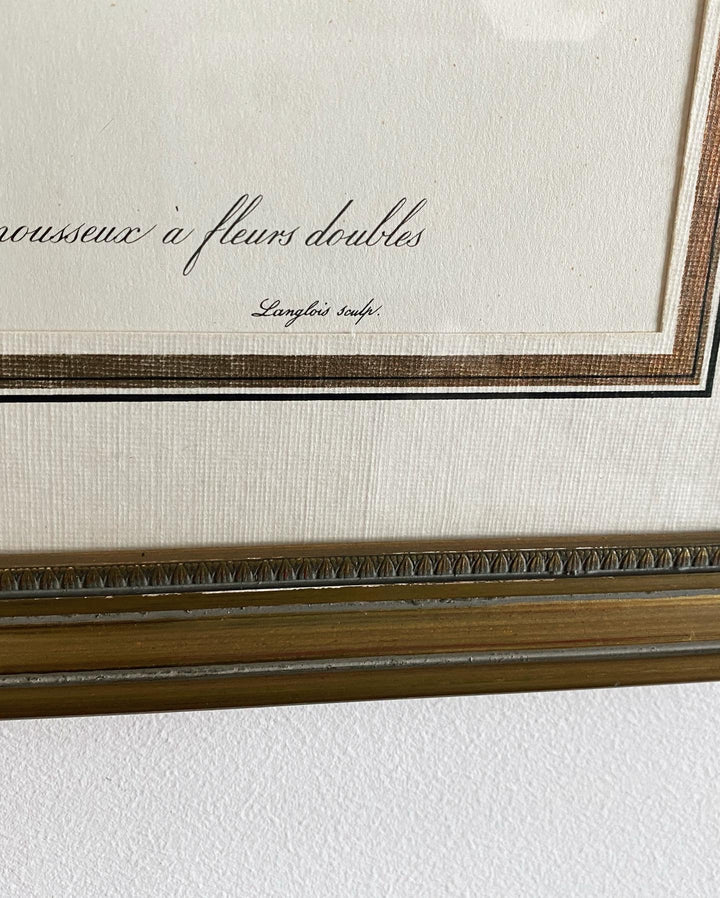 mousseux à fleurs doubles
Langlois sculp.